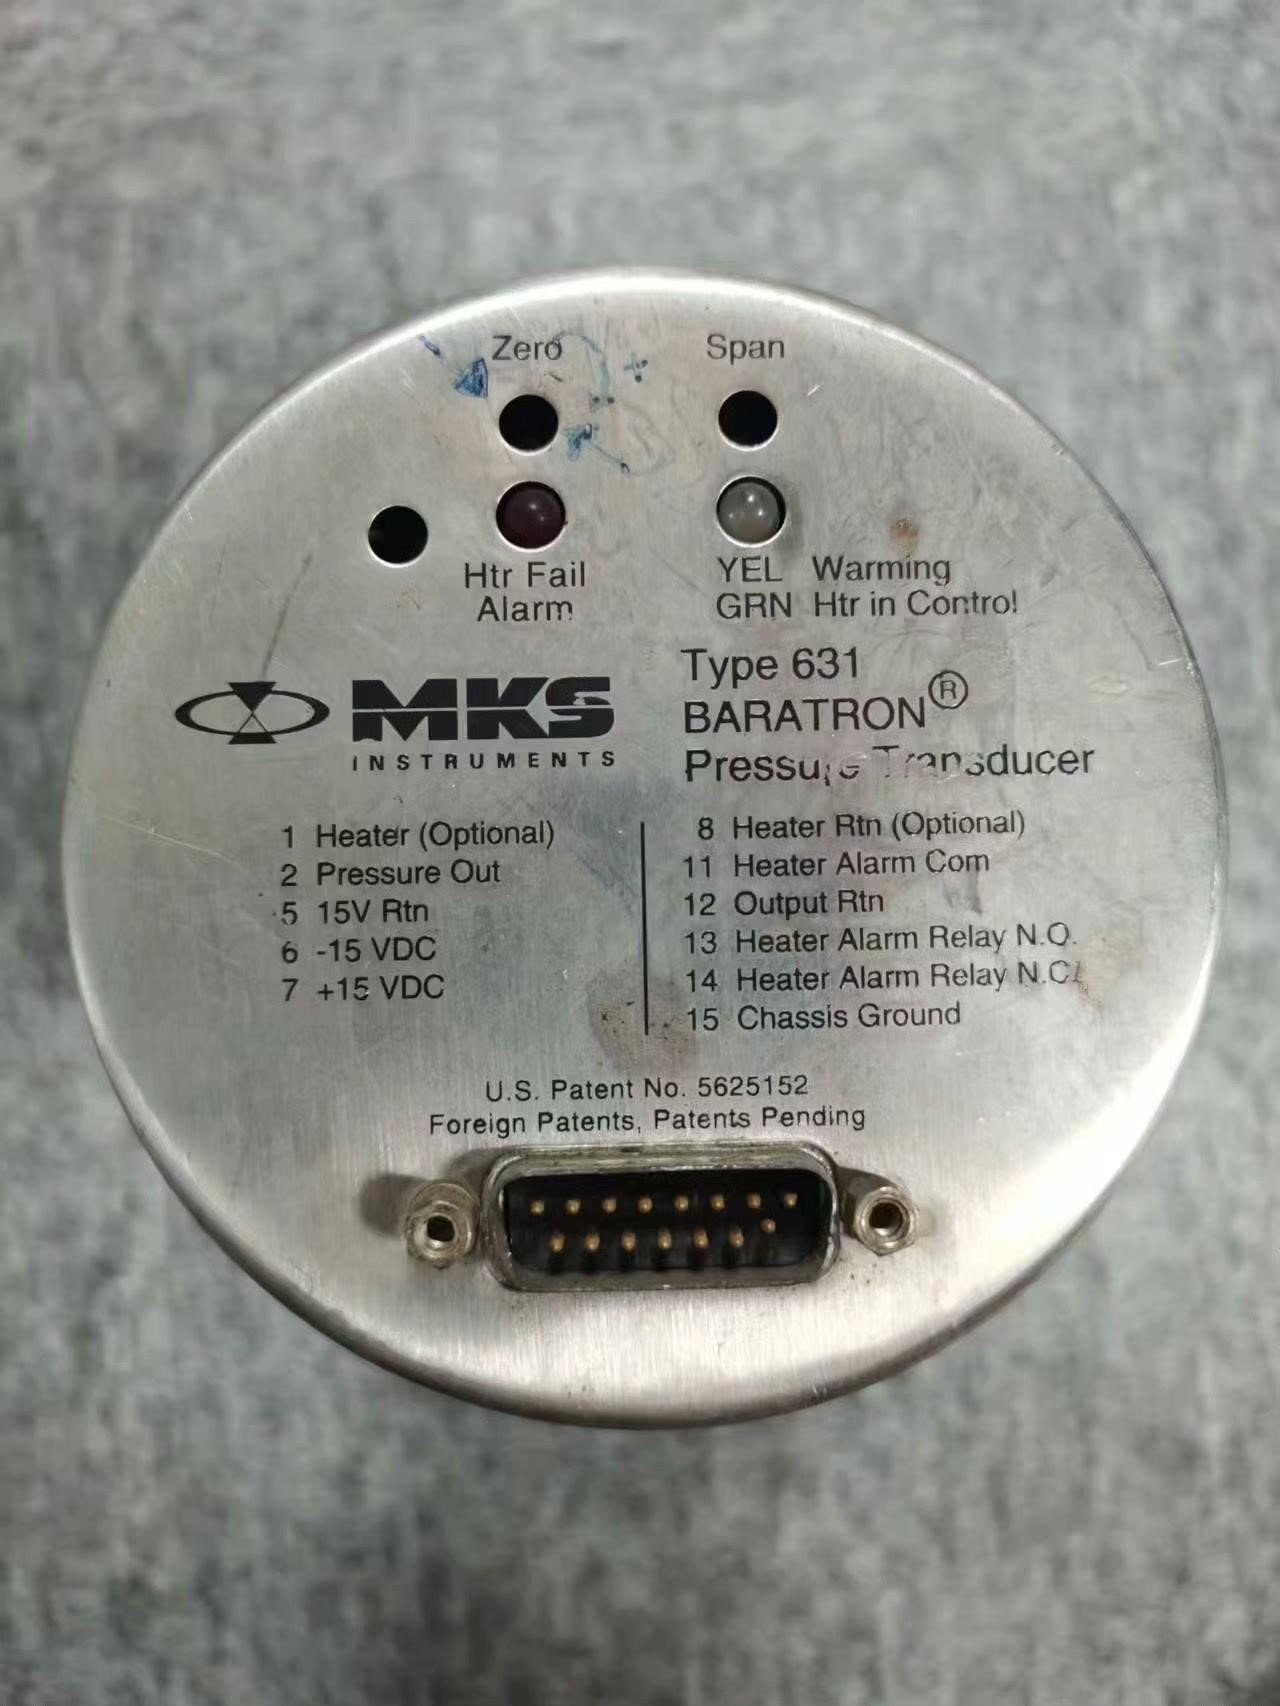 Zero Span
Htr Fail
Alarm
YEL Warming
GRN Htr in Control
MKS
INSTRUMENTS
Type 631
BARATRON®
Pressure Transducer
1 Heater (Optional)
2 Pressure Out
5 15V Rtn
6 -15 VDC
7 +15 VDC
8 Heater Rtn (Optional)
11 Heater Alarm Com
12 Output Rtn
13 Heater Alarm Relay N.O.
14 Heater Alarm Relay N.C.
15 Chassis Ground
U.S. Patent No. 5625152
Foreign Patents, Patents Pending